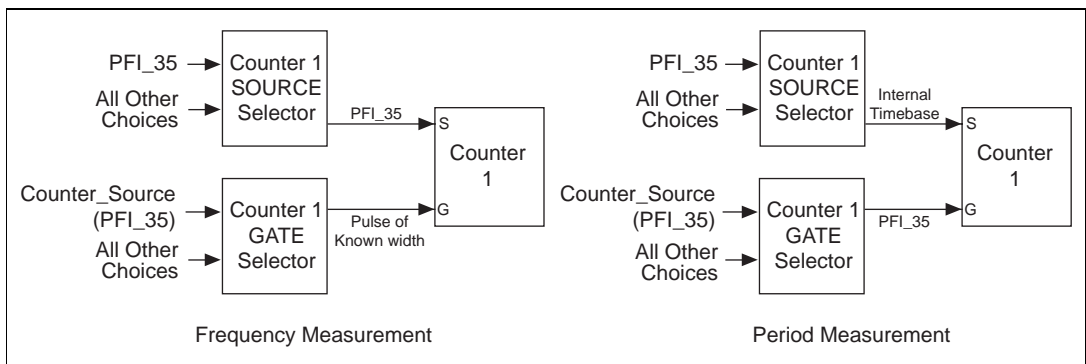 PFI_35
All Other
Choices
Counter 1
SOURCE
Selector
PFI_35
S
Counter
1
G
Counter_Source
(PFI_35)
All Other
Choices
Counter 1
GATE
Selector
Pulse of
Known width
Frequency Measurement
PFI_35
All Other
Choices
Counter 1
SOURCE
Selector
Internal
Timebase
S
Counter
1
G
Counter_Source
(PFI_35)
All Other
Choices
Counter 1
GATE
Selector
PFI_35
Period Measurement